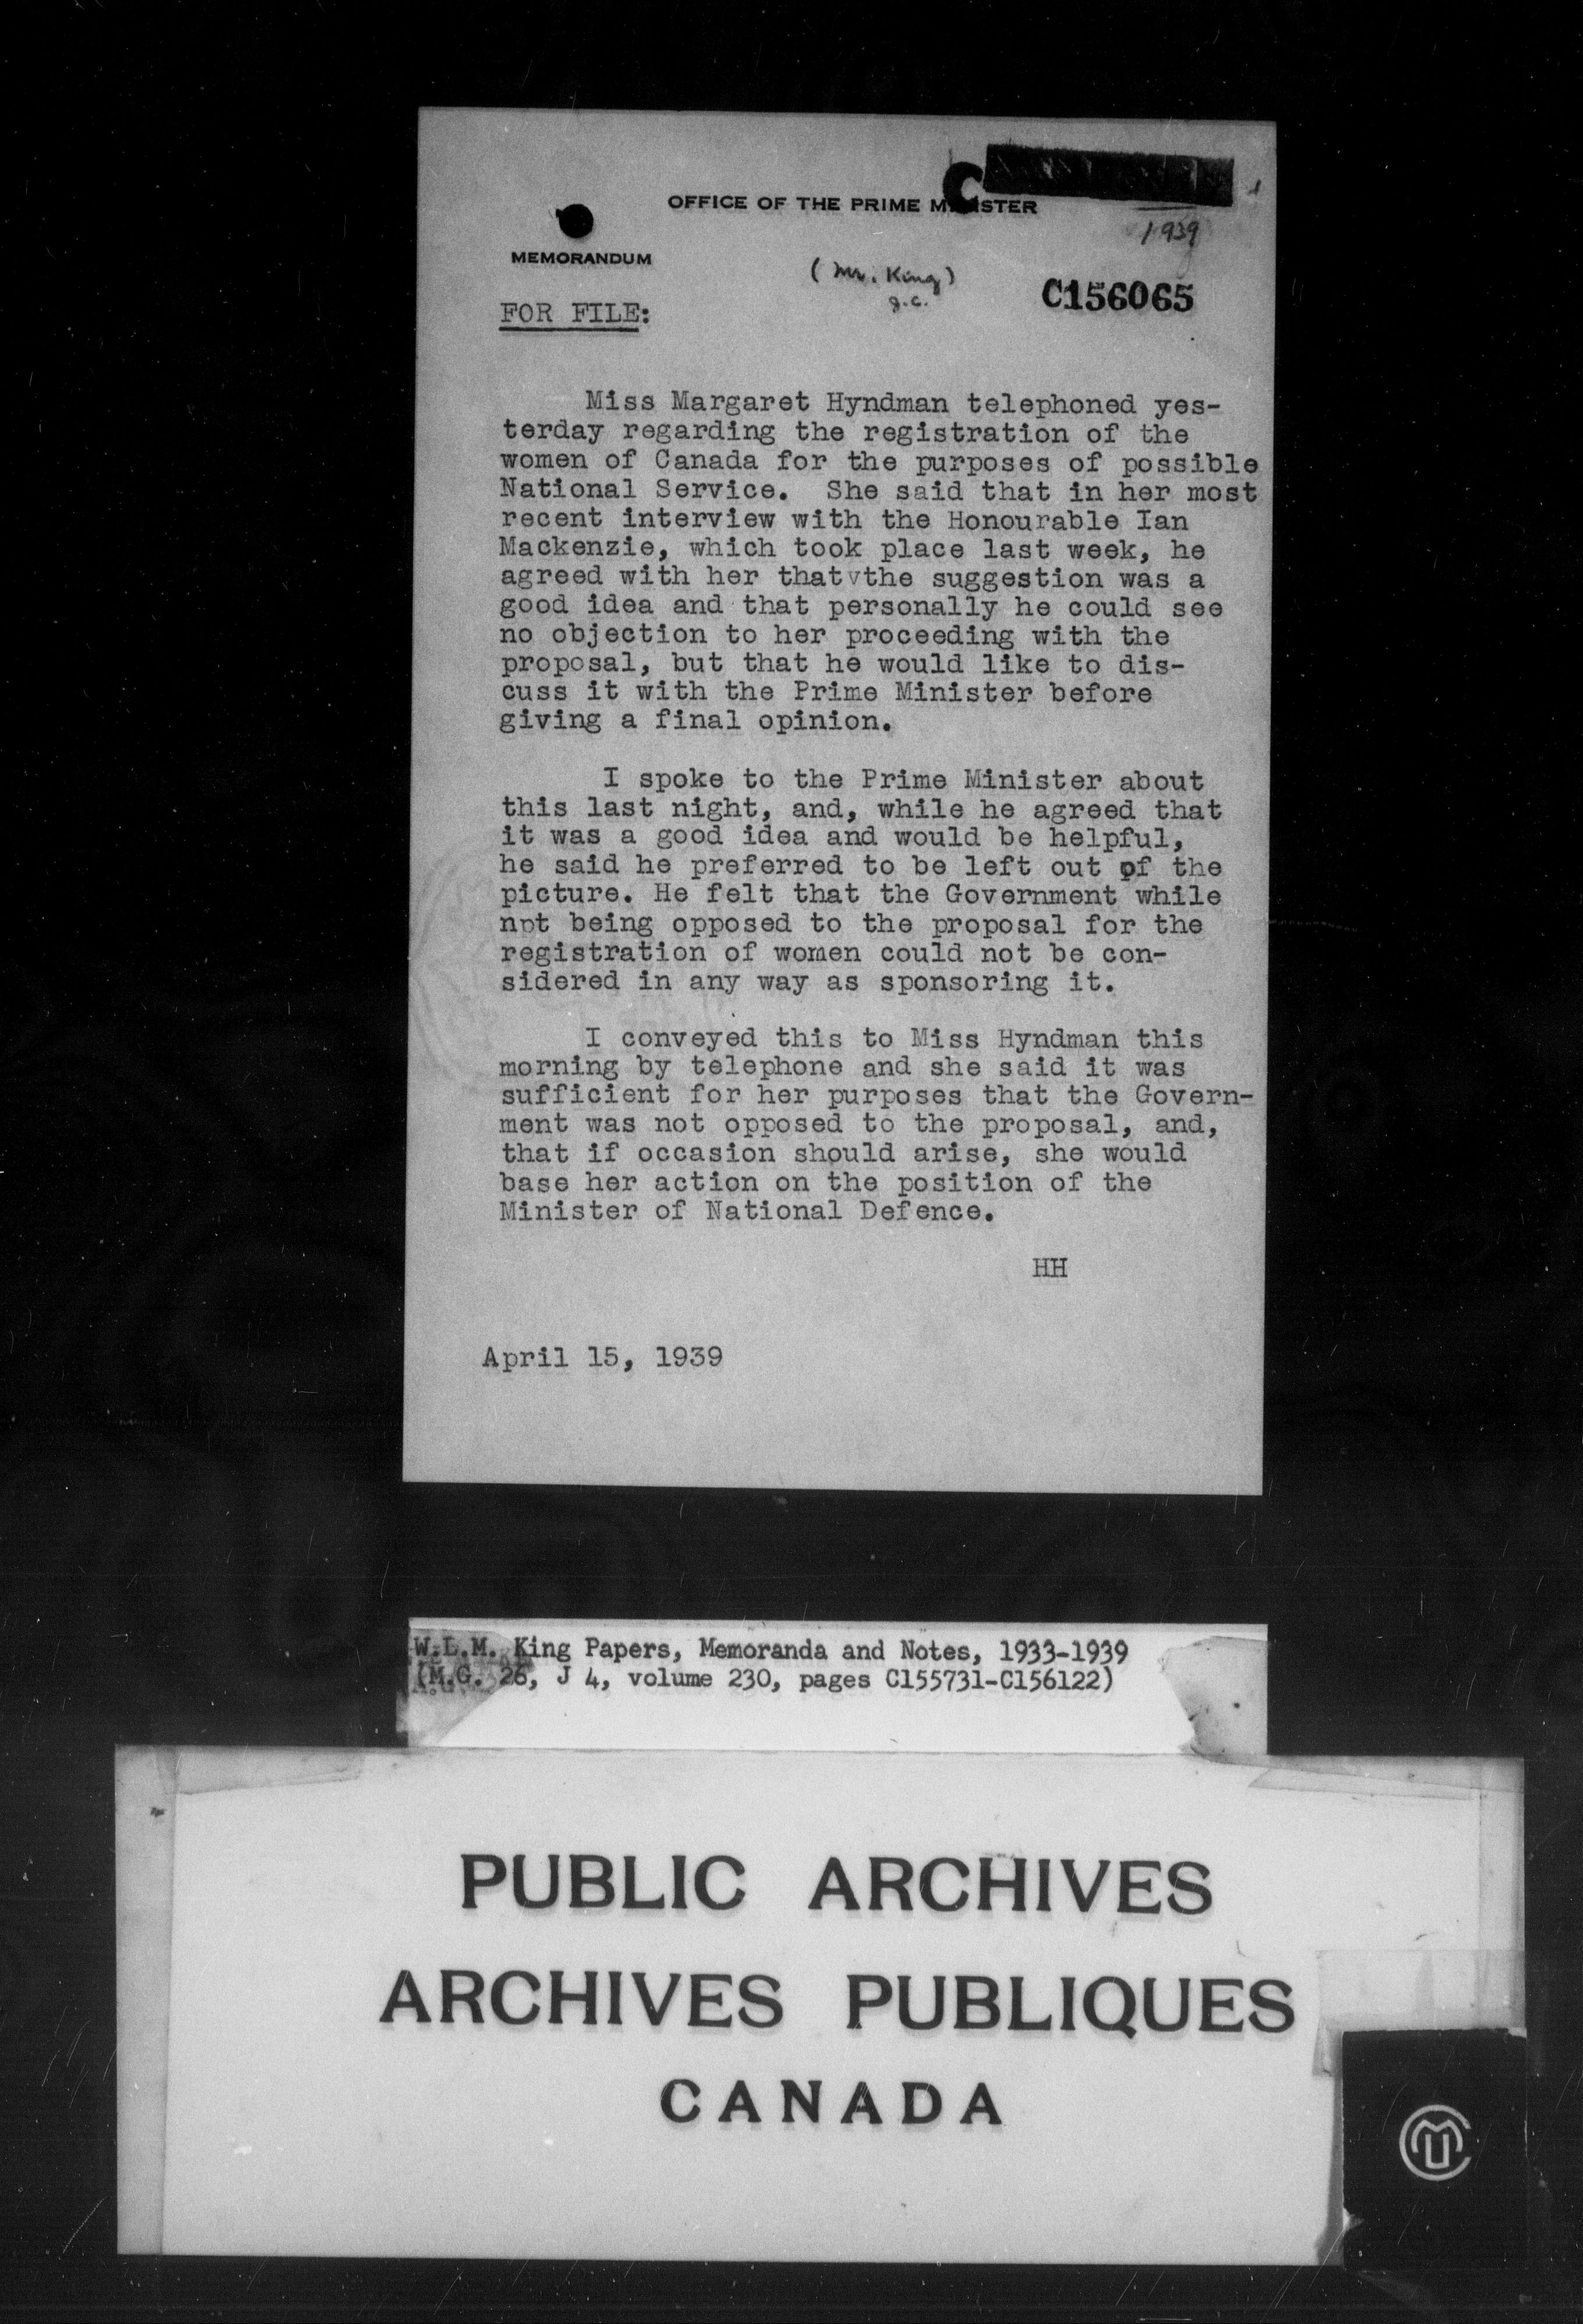 OFFICE OF THE PRIME MINISTER
C
1939
MEMORANDUM
(Mr. King)
J.C.
C156065
FOR FILE:
Miss Margaret Hyndman telephoned yes-
terday regarding the registration of the
women of Canada for the purposes of possible
National Service. She said that in her most
recent interview with the Honourable Ian
Mackenzie, which took place last week, he
agreed with her thatvthe suggestion was a
good idea and that personally he could see
no objection to her proceeding with the
proposal, but that he would like to dis-
cuss it with the Prime Minister before
giving a final opinion.
I spoke to the Prime Minister about
this last night, and, while he agreed that
it was a good idea and would be helpful,
he said he preferred to be left out of the
picture. He felt that the Government while
not being opposed to the proposal for the
registration of women could not be con-
sidered in any way as sponsoring it.
I conveyed this to Miss Hyndman this
morning by telephone and she said it was
sufficient for her purposes that the Govern-
ment was not opposed to the proposal, and,
that if occasion should arise, she would
base her action on the position of the
Minister of National Defence.
HH
April 15, 1939
W.L.M. King Papers, Memoranda and Notes, 1933-1939
(M.G. 26, J 4, volume 230, pages C155731-C156122)
PUBLIC ARCHIVES
ARCHIVES PUBLIQUES
CANADA